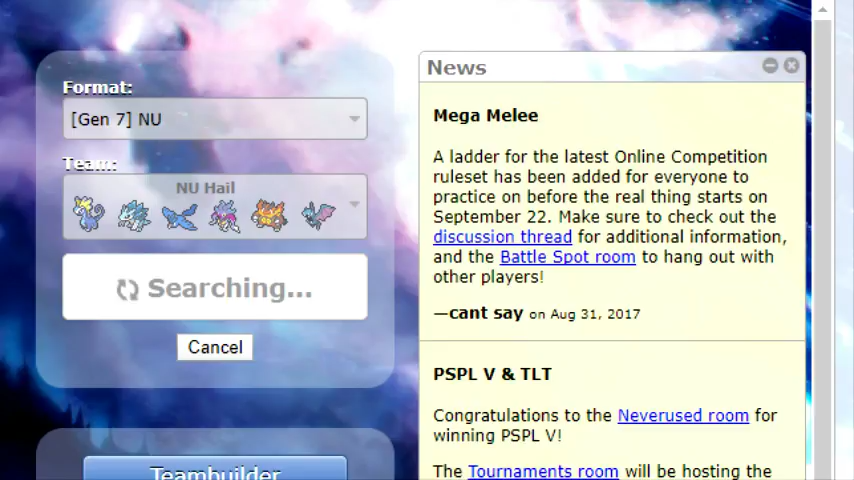 Format:
[Gen 7] NU
Team:
NU Hail
Searching...
Cancel
Teambuilder
News
Mega Melee
A ladder for the latest Online Competition
ruleset has been added for everyone to
practice on before the real thing starts on
September 22. Make sure to check out the
discussion thread for additional information,
and the Battle Spot room to hang out with
other players!
—cant say on Aug 31, 2017
PSPL V & TLT
Congratulations to the Neverused room for
winning PSPL V!
The Tournaments room will be hosting the